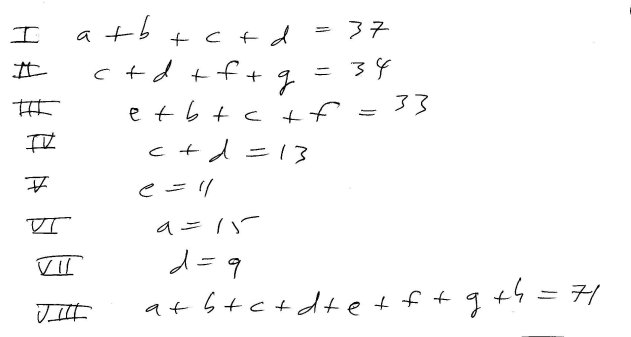 I a + b + c + d = 37
II c + d + f + g = 34
III e + b + c + f = 33
IV c + d = 13
V e = 11
VI a = 15
VII d = 9
VIII a + b + c + d + e + f + g + h = 71